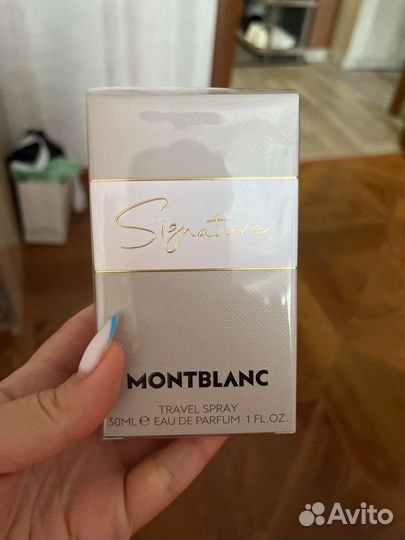 Signature
MONTBLANC
TRAVEL SPRAY
30ML e EAU DE PARFUM 1 FL.OZ.
Avito